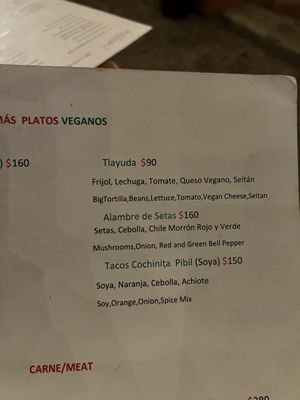 MÁS PLATOS VEGANOS
) $160
Tlayuda $90
Frijol, Lechuga, Tomate, Queso Vegano, Seitán
BigTortilla,Beans,Lettuce,Tomato,Vegan Cheese,Seitan
Alambre de Setas $160
Setas, Cebolla, Chile Morrón Rojo y Verde
Mushrooms,Onion, Red and Green Bell Pepper
Tacos Cochinita Pibil (Soya) $150
Soya, Naranja, Cebolla, Achiote
Soy,Orange,Onion,Spice Mix
CARNE/MEAT